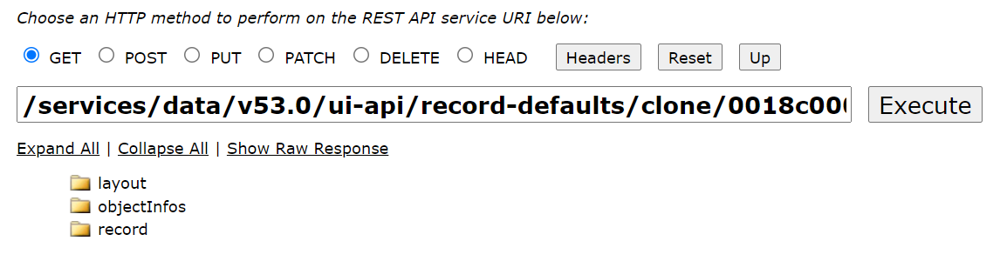 Choose an HTTP method to perform on the REST API service URI below:
GET POST PUT PATCH DELETE HEAD Headers Reset Up
/services/data/v53.0/ui-api/record-defaults/clone/0018c00 Execute
Expand All | Collapse All | Show Raw Response
layout
objectInfos
record